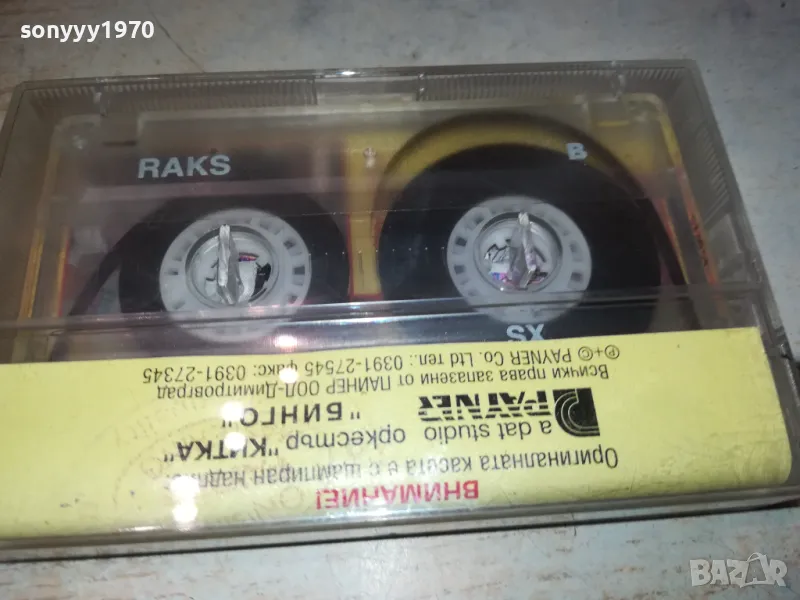 sonyyy1970
RAKS
B
SX
ВНИМАНИЕ!
Оригиналната касета е с щампиран надпис:
a dat studio оркестър "КИТКА"
PAYNER "БИНГО"
Всички права запазени от ПАЙНЕР ООД-Димитровград
℗+© PAYNER Co. Ltd тел.: 0391-27545 факс: 0391-27345
BAZAR